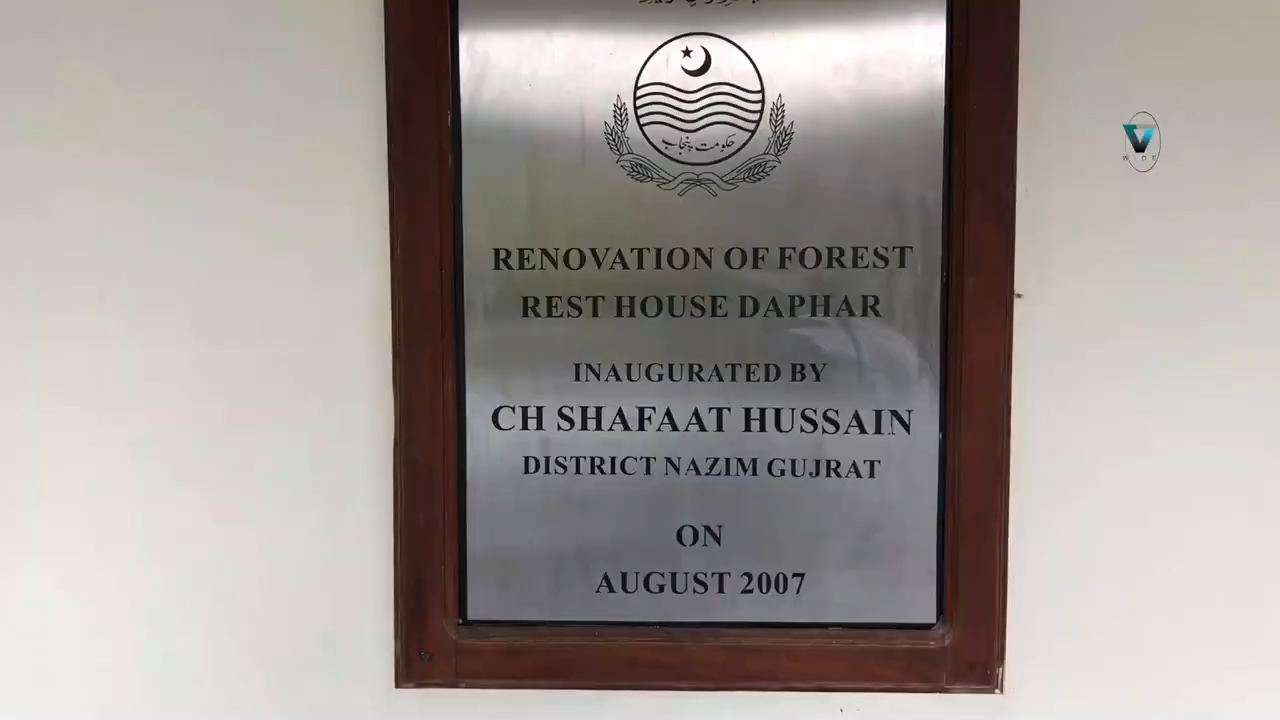 حکومت پنجاب
RENOVATION OF FOREST
REST HOUSE DAPHAR
INAUGURATED BY
CH SHAFAAT HUSSAIN
DISTRICT NAZIM GUJRAT
ON
AUGUST 2007
V
WIDE